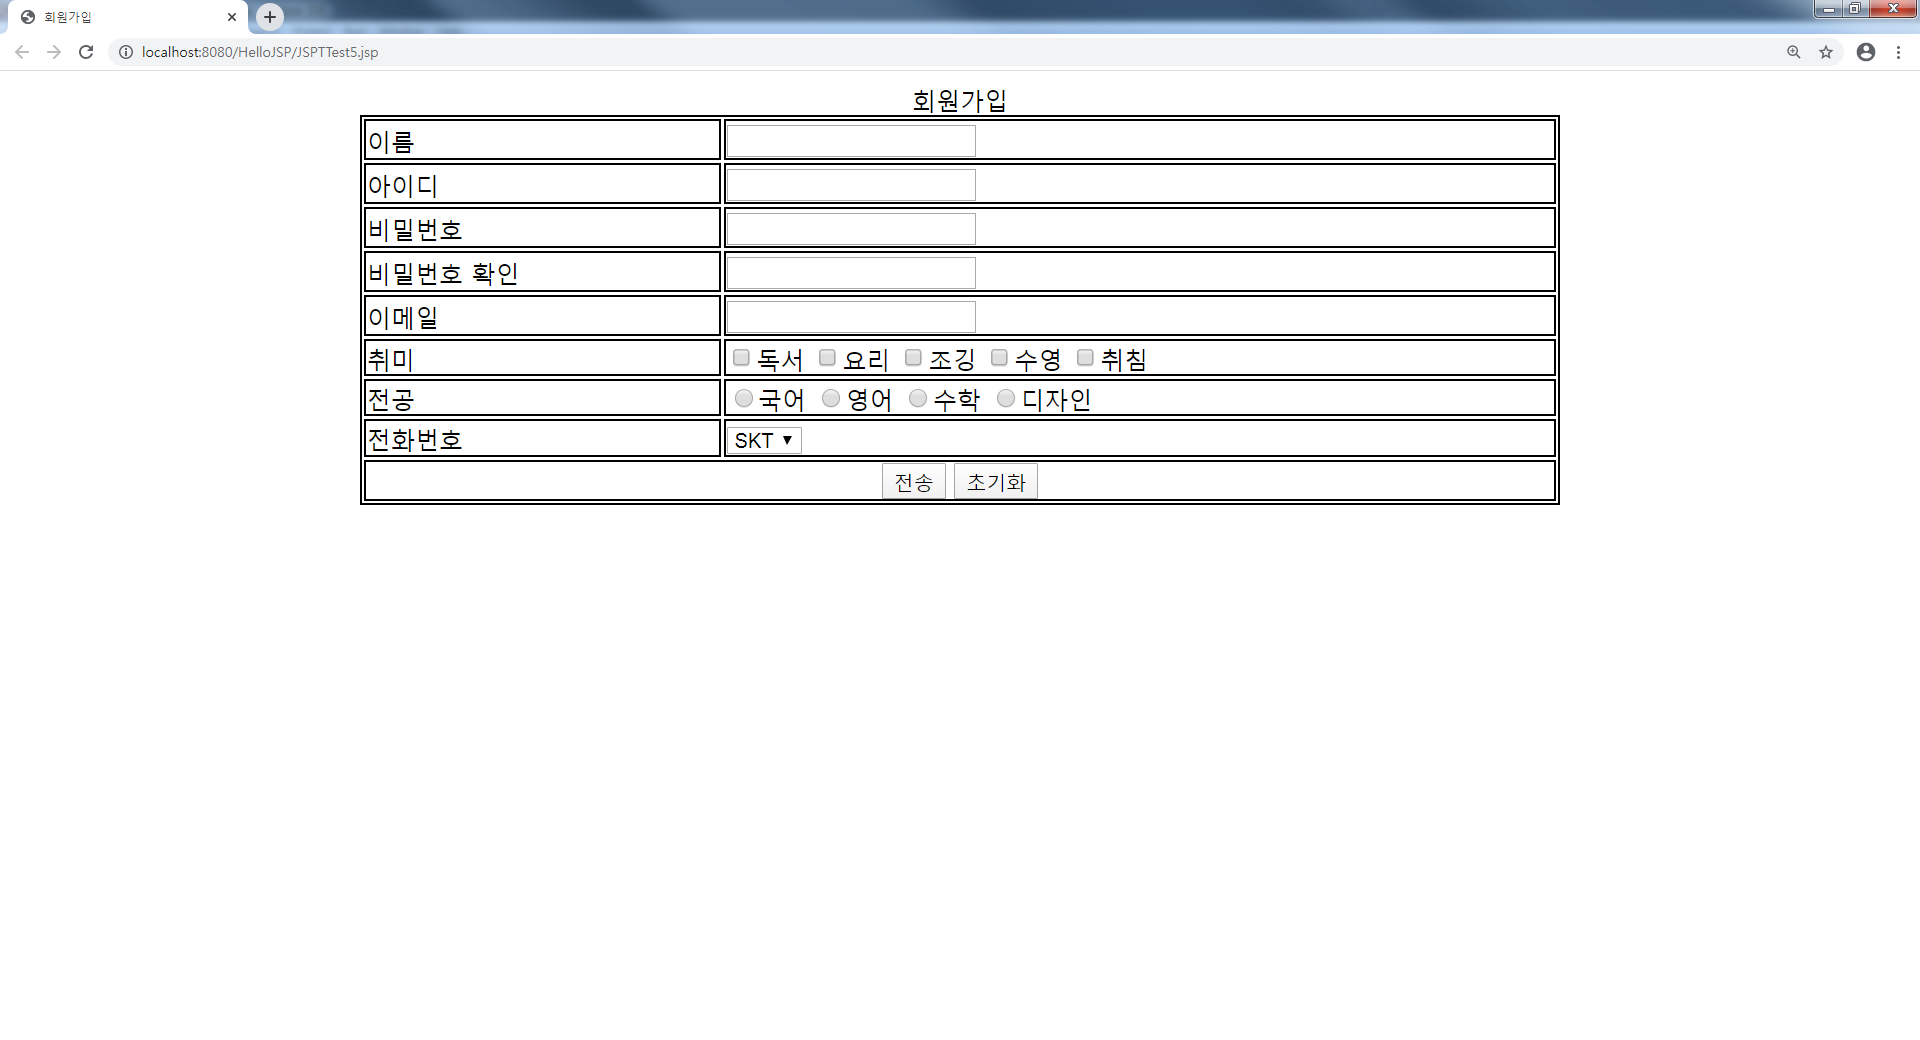 회원가입
localhost:8080/HelloJSP/JSPTTest5.jsp
회원가입
이름
아이디
비밀번호
비밀번호 확인
이메일
취미 독서 요리 조깅 수영 취침
전공 국어 영어 수학 디자인
전화번호 SKT
전송 초기화